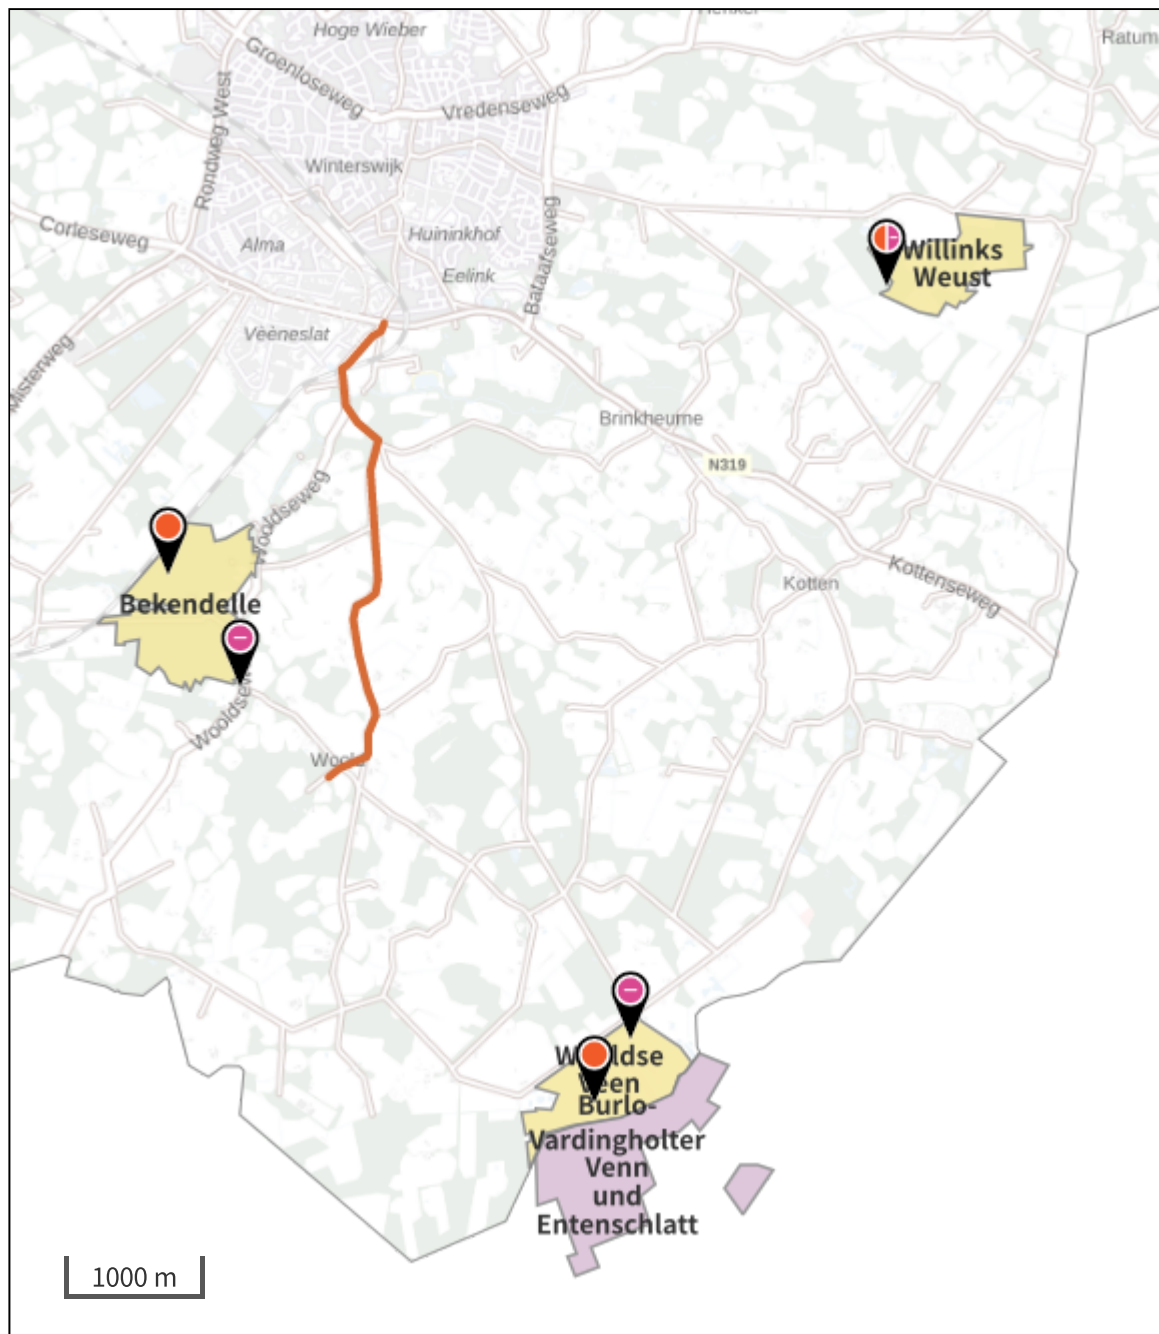 Hoge Wieber
Ratum
Groenloseweg
Vredenseweg
Rondweg West
Winterswijk
Corleseweg
Alma
Huininkhof
Eelink
Bataafseweg
Willinks
Weust
Vèèneslat
Misterweg
Brinkheurne
N319
Wooldseweg
Kottenseweg
Kotten
Bekendelle
Veen
Burlo-
Vardingholter
Venn
und
Entenschlatt
1000 m